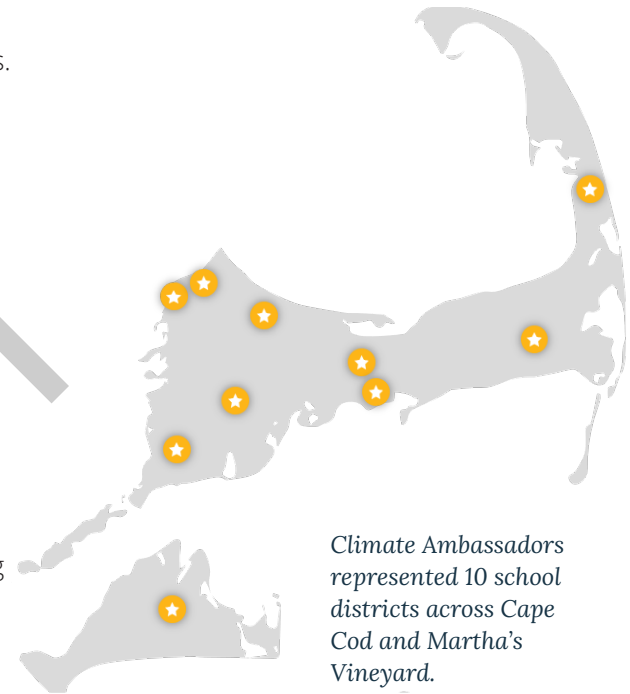 s.
g
Climate Ambassadors
represented 10 school
districts across Cape
Cod and Martha's
Vineyard.